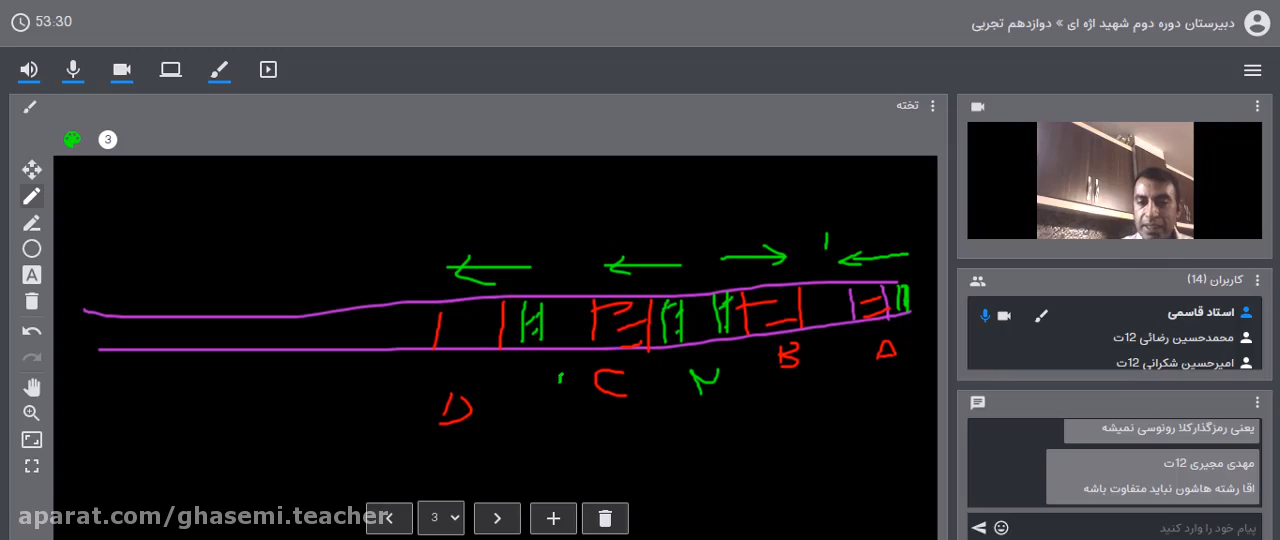 53:30
دبیرستان دوره دوم شهید اژه ای » دوازدهم تجربی
تخته
3
D
C
N
B
A
3
کاربران (14)
استاد قاسمی
محمدحسین رضائی 12ت
امیرحسین شکرانی 12ت
یعنی رمزگذارکلا رونوسی نمیشه
مهدی مجیری 12ت
اقا رشته هاشون نباید متفاوت باشه
پیام خود را وارد کنید
aparat.com/ghasemi.teacher